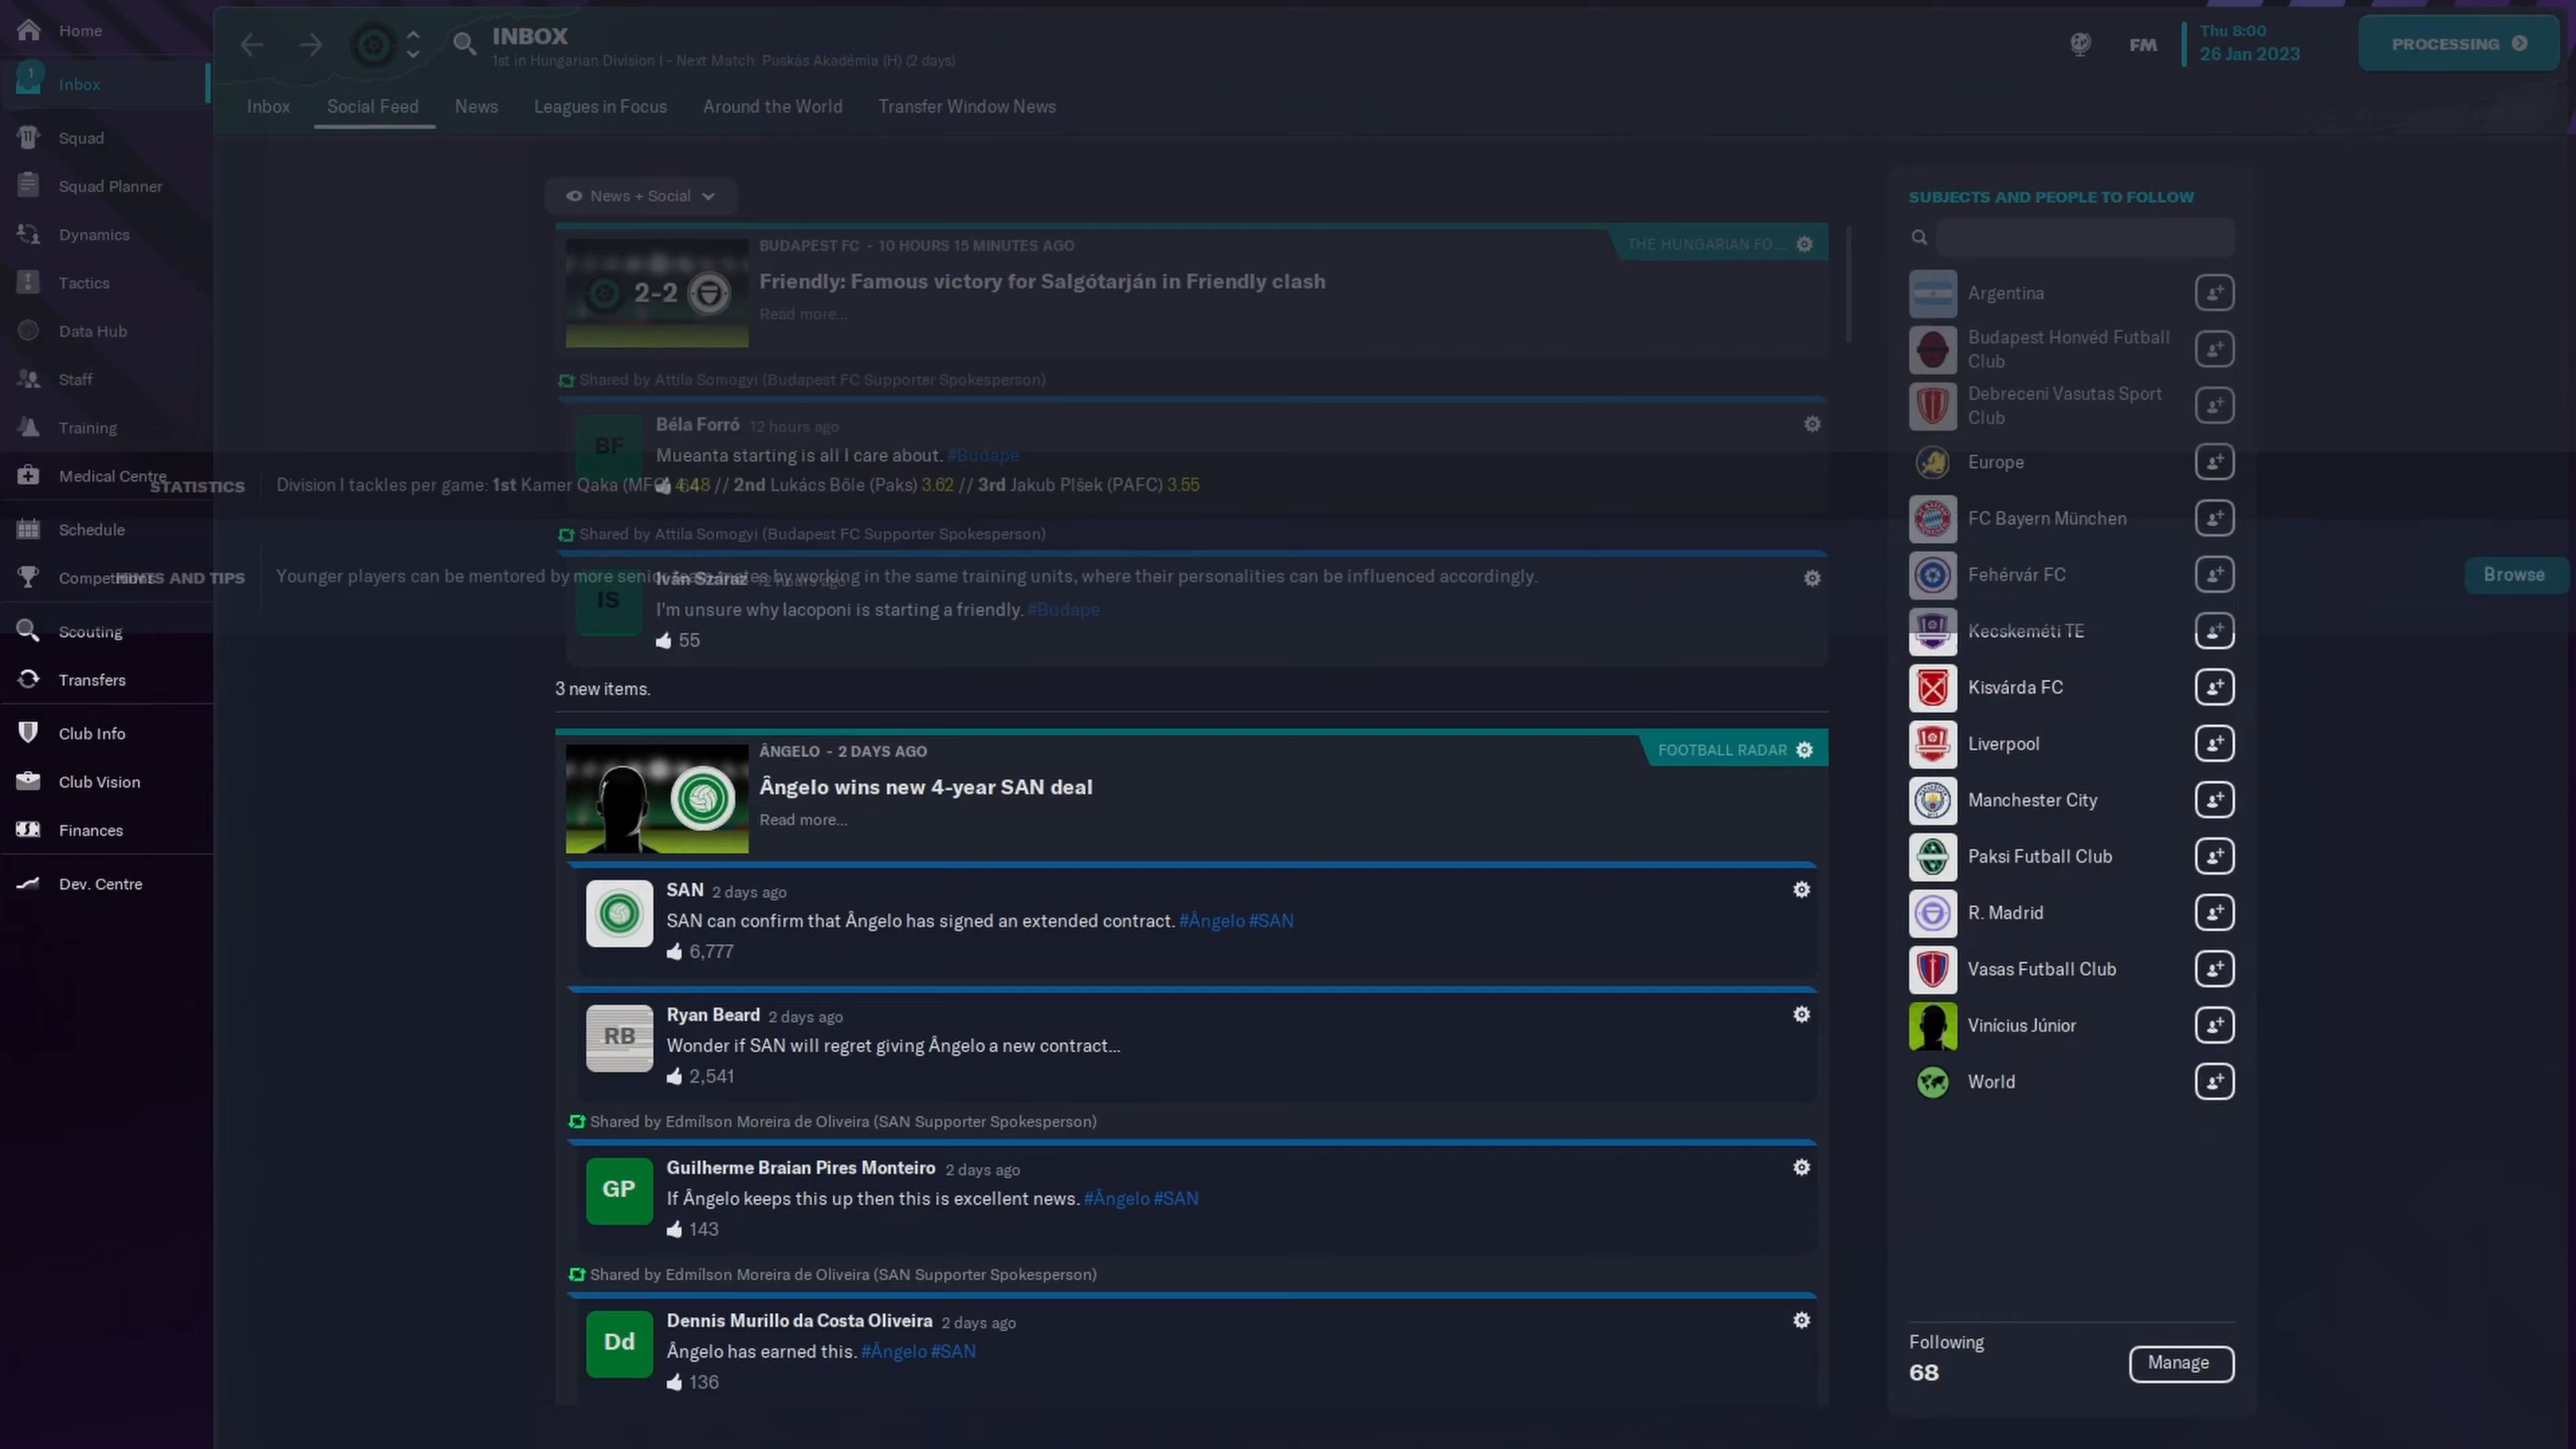 Home
1
Inbox
Squad
Squad Planner
Dynamics
Tactics
Data Hub
Staff
Training
Medical Centre
Schedule
Competitions
Scouting
Transfers
Club Info
Club Vision
Finances
Dev. Centre
INBOX
1st in Hungarian Division I - Next Match: Puskás Akadémia (H) (2 days)
FM
Thu 8:00
26 Jan 2023
PROCESSING
Inbox Social Feed News Leagues in Focus Around the World Transfer Window News
News + Social
BUDAPEST FC - 10 HOURS 15 MINUTES AGO
THE HUNGARIAN FO...
2-2
Friendly: Famous victory for Salgótarján in Friendly clash
Read more...
Shared by Attila Somogyi (Budapest FC Supporter Spokesperson)
BF
Béla Forró 12 hours ago
Mueanta starting is all I care about. #Budape
64
STATISTICS
Division I tackles per game: 1st Kamer Qaka (MFC) 4.48 // 2nd Lukács Bőle (Paks) 3.62 // 3rd Jakub Plšek (PAFC) 3.55
Shared by Attila Somogyi (Budapest FC Supporter Spokesperson)
HINTS AND TIPS
Younger players can be mentored by more senior teammates by working in the same training units, where their personalities can be influenced accordingly.
Browse
IS
Iván Száraz 12 hours ago
I'm unsure why Iacoponi is starting a friendly. #Budape
55
3 new items.
ÂNGELO - 2 DAYS AGO
FOOTBALL RADAR
Ângelo wins new 4-year SAN deal
Read more...
SAN 2 days ago
SAN can confirm that Ângelo has signed an extended contract. #Ângelo #SAN
6,777
RB
Ryan Beard 2 days ago
Wonder if SAN will regret giving Ângelo a new contract...
2,541
Shared by Edmílson Moreira de Oliveira (SAN Supporter Spokesperson)
GP
Guilherme Braian Pires Monteiro 2 days ago
If Ângelo keeps this up then this is excellent news. #Ângelo #SAN
143
Shared by Edmílson Moreira de Oliveira (SAN Supporter Spokesperson)
Dd
Dennis Murillo da Costa Oliveira 2 days ago
Ângelo has earned this. #Ângelo #SAN
136
SUBJECTS AND PEOPLE TO FOLLOW
Argentina
Budapest Honvéd Futball
Club
Debreceni Vasutas Sport
Club
Europe
FC Bayern München
Fehérvár FC
Kecskeméti TE
Kisvárda FC
Liverpool
Manchester City
Paksi Futball Club
R. Madrid
Vasas Futball Club
Vinícius Júnior
World
Following
68
Manage